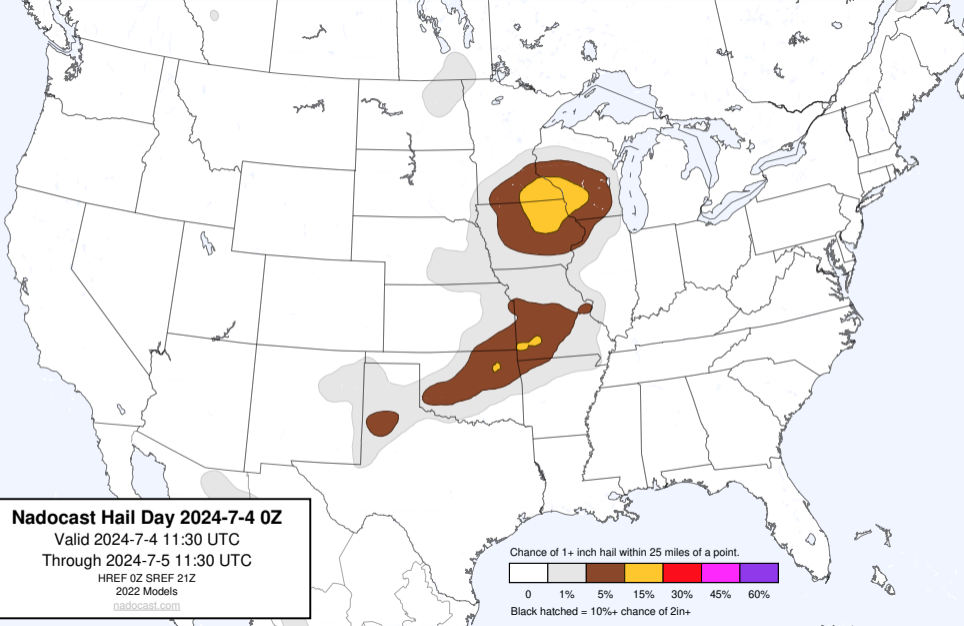 Nadocast Hail Day 2024-7-4 0Z
Valid 2024-7-4 11:30 UTC
Through 2024-7-5 11:30 UTC
HREF 0Z SREF 21Z
2022 Models
nadocast.com
Chance of 1+ inch hail within 25 miles of a point.
0 1% 5% 15% 30% 45% 60%
Black hatched = 10%+ chance of 2in+